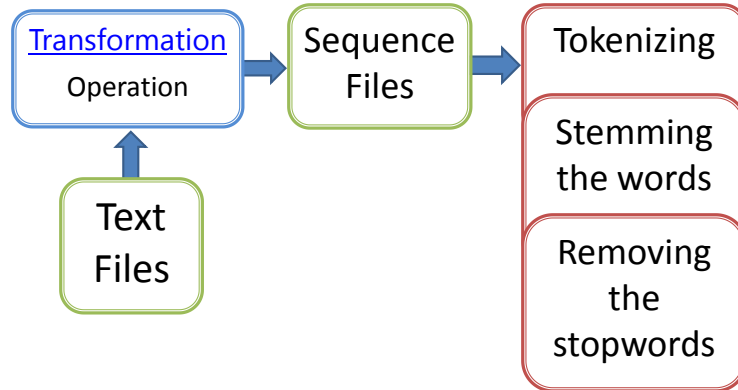 Transformation
Operation
Sequence
Files
Tokenizing
Stemming
the words
Removing
the
stopwords
Text
Files